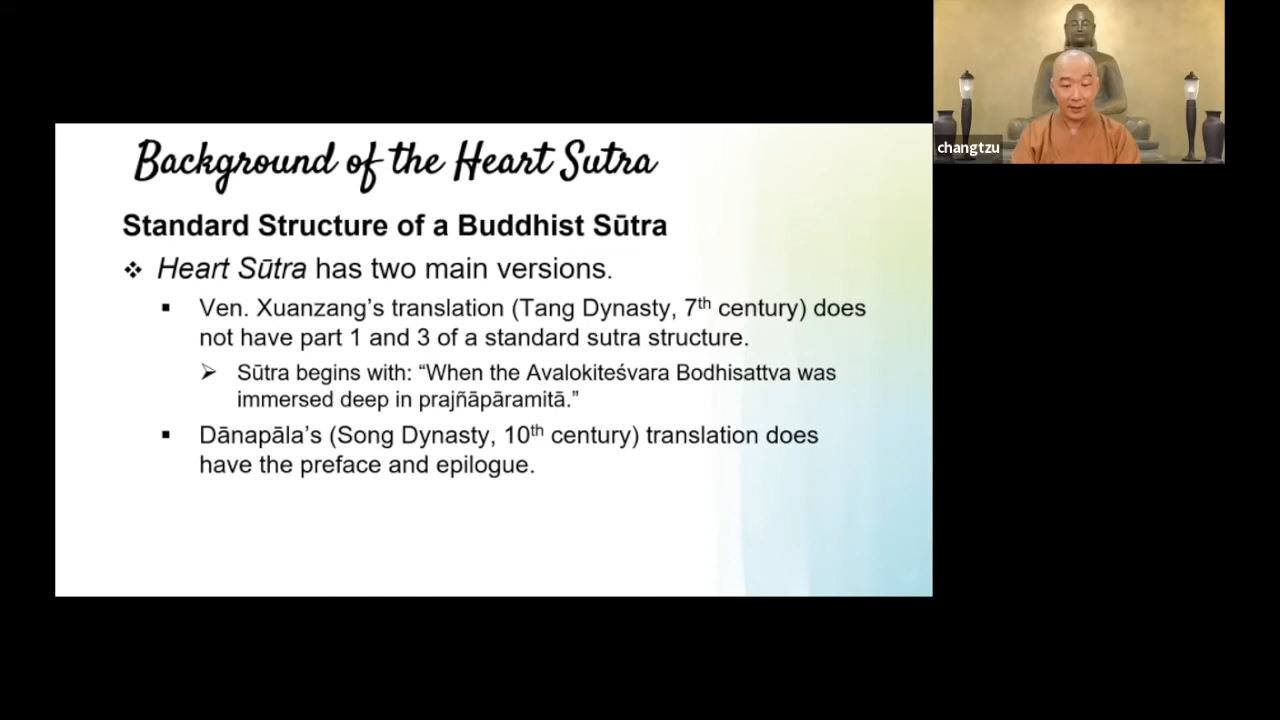 Background of the Heart Sutra
Standard Structure of a Buddhist Sūtra
❖ Heart Sūtra has two main versions.
▪ Ven. Xuanzang’s translation (Tang Dynasty, 7th century) does
not have part 1 and 3 of a standard sutra structure.
➢ Sūtra begins with: “When the Avalokiteśvara Bodhisattva was
immersed deep in prajñāpāramitā.”
▪ Dānapāla’s (Song Dynasty, 10th century) translation does
have the preface and epilogue.
changtzu